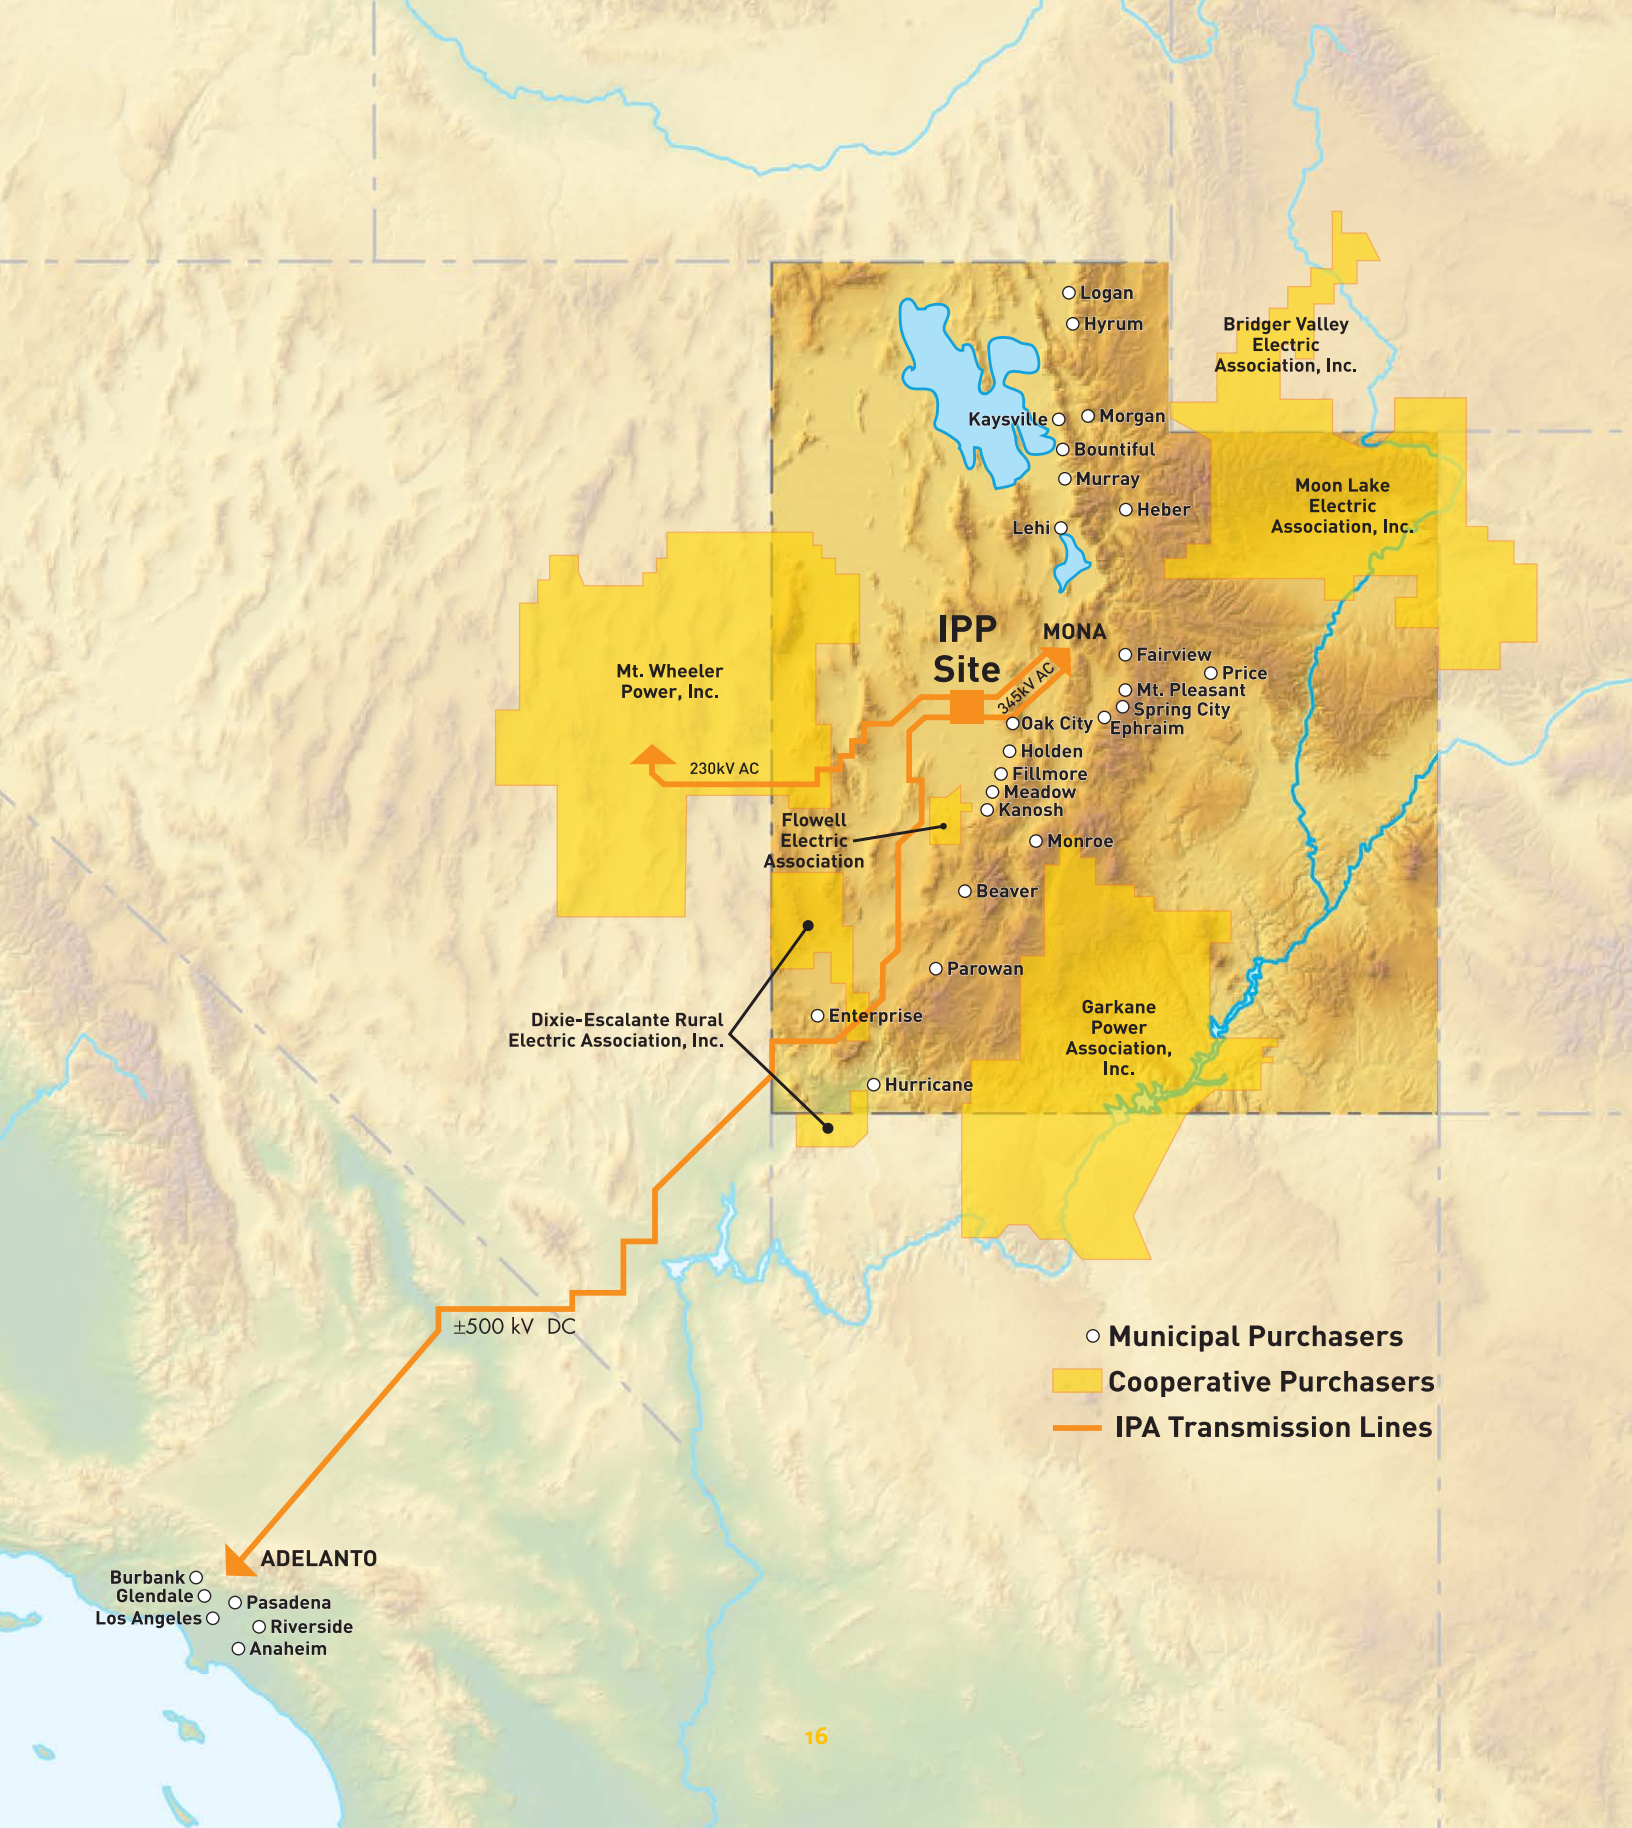 Logan
Hyrum
Bridger Valley
Electric
Association, Inc.
Kaysville
Morgan
Bountiful
Murray
Moon Lake
Electric
Association, Inc.
Heber
Lehi
IPP
Site
MONA
345kV AC
Fairview
Price
Mt. Pleasant
Spring City
Ephraim
Mt. Wheeler
Power, Inc.
230kV AC
Oak City
Holden
Fillmore
Meadow
Kanosh
Flowell
Electric
Association
Monroe
Beaver
Parowan
Enterprise
Dixie-Escalante Rural
Electric Association, Inc.
Garkane
Power
Association,
Inc.
Hurricane
±500 kV DC
Municipal Purchasers
Cooperative Purchasers
IPA Transmission Lines
ADELANTO
Burbank
Glendale
Pasadena
Los Angeles
Riverside
Anaheim
16